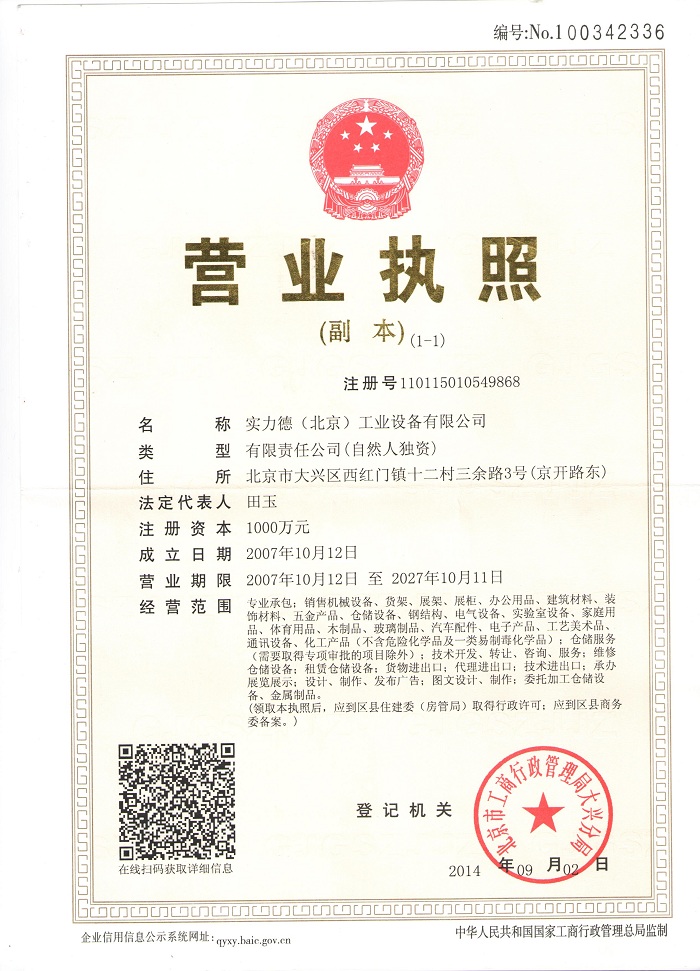 编号:No.100342336
营业执照
(副 本)(1-1)
注册号110115010549868
名 称 实力德（北京）工业设备有限公司
类 型 有限责任公司(自然人独资)
住 所 北京市大兴区西红门镇十二村三余路3号(京开路东)
法定代表人 田玉
注册资本 1000万元
成立日期 2007年10月12日
营业期限 2007年10月12日 至 2027年10月11日
经营范围 专业承包；销售机械设备、货架、展架、展柜、办公用品、建筑材料、装
饰材料、五金产品、仓储设备、钢结构、电气设备、实验室设备、家庭用
品、体育用品、木制品、玻璃制品、汽车配件、电子产品、工艺美术品、
通讯设备、化工产品（不含危险化学品及一类易制毒化学品）；仓储服务
（需要取得专项审批的项目除外）；技术开发、转让、咨询、服务；维修
仓储设备；租赁仓储设备；货物进出口；代理进出口；技术进出口；承办
展览展示；设计、制作、发布广告；图文设计、制作；委托加工仓储设
备、金属制品。
(领取本执照后，应到区县住建委（房管局）取得行政许可；应到区县商务
委备案。)
北京市工商行政管理局大兴分局
登记机关
在线扫码获取详细信息
2014 年09 月02 日
企业信用信息公示系统网址: qyxy.baic.gov.cn
中华人民共和国国家工商行政管理总局监制